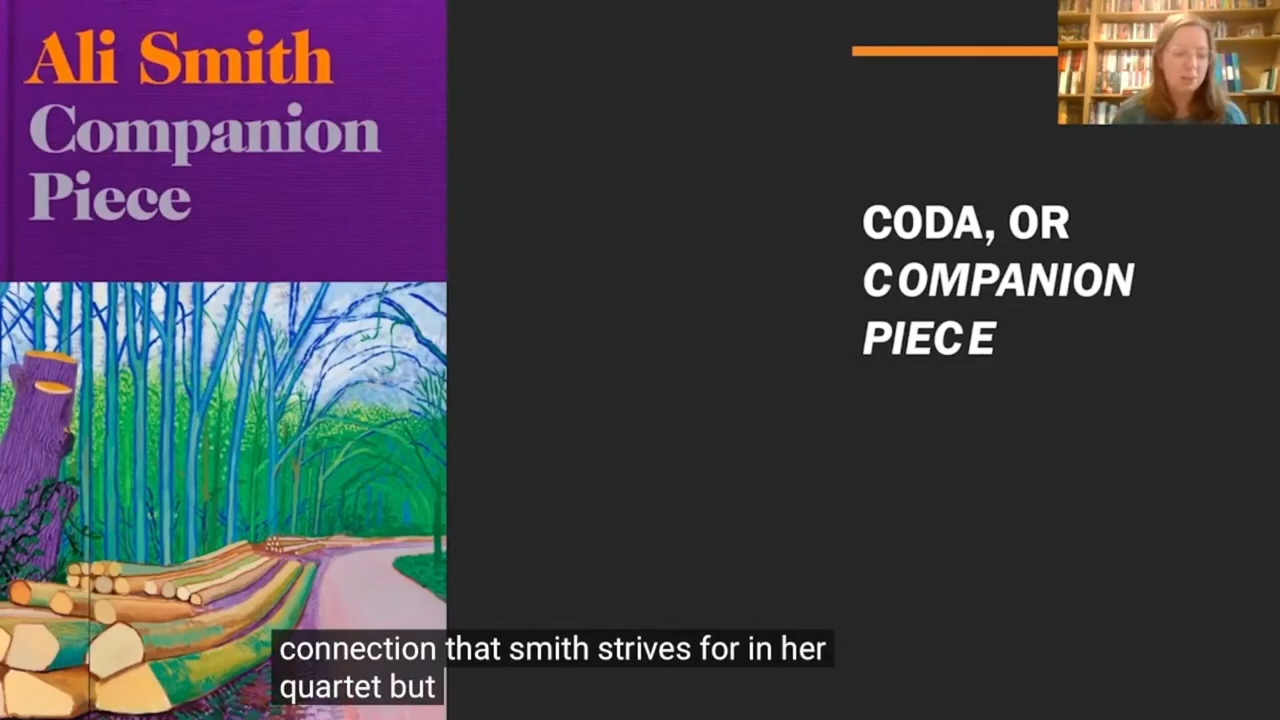 Ali Smith
Companion
Piece
CODA, OR
COMPANION
PIECE
connection that smith strives for in her
quartet but